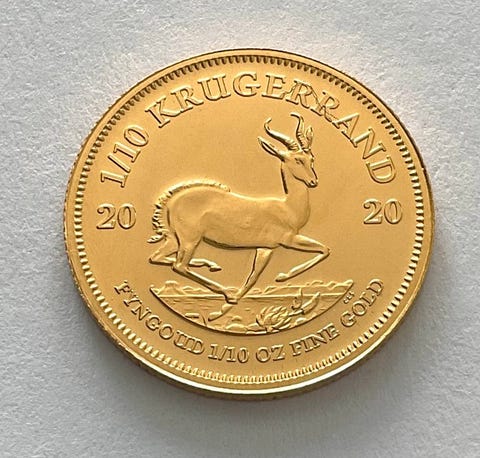 1/10 KRUGERRAND
20 20
FYNGOUD 1/10 OZ FINE GOLD